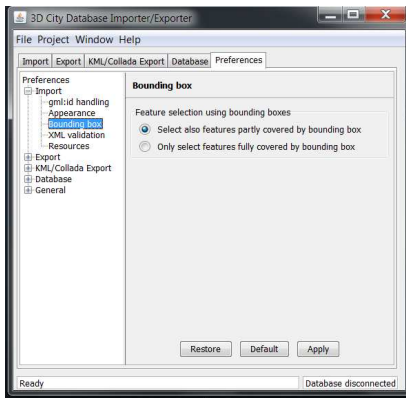 3D City Database Importer/Exporter
File Project Window Help
Import Export KML/Collada Export Database Preferences
Preferences
Import
gml:id handling
Appearance
Bounding box
XML validation
Resources
Export
KML/Collada Export
Database
General
Bounding box
Feature selection using bounding boxes
Select also features partly covered by bounding box
Only select features fully covered by bounding box
Restore Default Apply
Ready Database disconnected